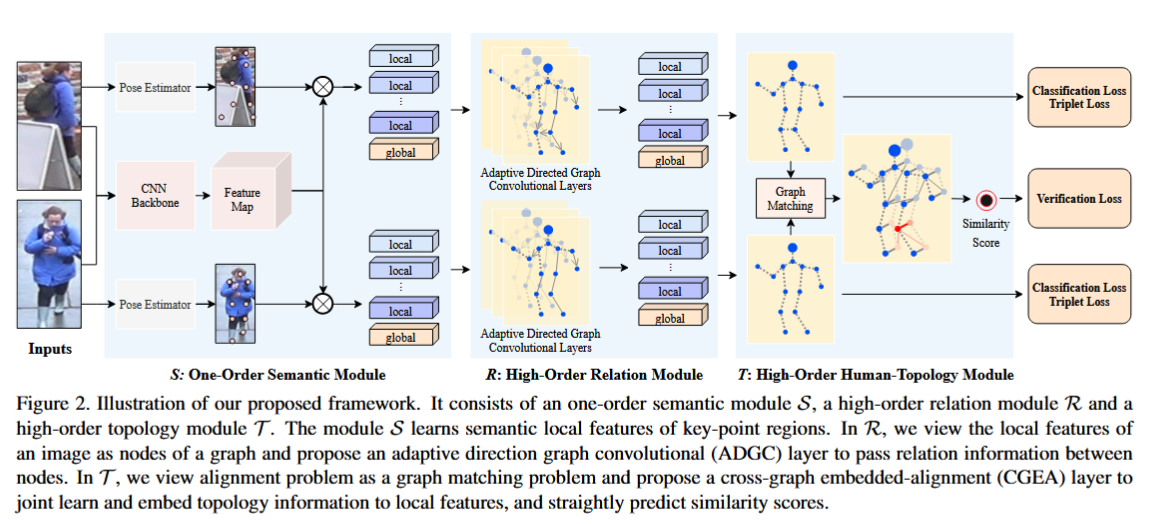 Pose Estimator
local
local
⋮
local
global
CNN
Backbone
Feature
Map
local
local
⋮
local
global
Pose Estimator
Inputs
S: One-Order Semantic Module
Adaptive Directed Graph
Convolutional Layers
local
local
⋮
local
global
Adaptive Directed Graph
Convolutional Layers
local
local
⋮
local
global
R: High-Order Relation Module
Graph
Matching
Similarity
Score
T: High-Order Human-Topology Module
Classification Loss
Triplet Loss
Verification Loss
Classification Loss
Triplet Loss
Figure 2. Illustration of our proposed framework. It consists of an one-order semantic module S, a high-order relation module R and a
high-order topology module T. The module S learns semantic local features of key-point regions. In R, we view the local features of
an image as nodes of a graph and propose an adaptive direction graph convolutional (ADGC) layer to pass relation information between
nodes. In T, we view alignment problem as a graph matching problem and propose a cross-graph embedded-alignment (CGEA) layer to
joint learn and embed topology information to local features, and straightly predict similarity scores.